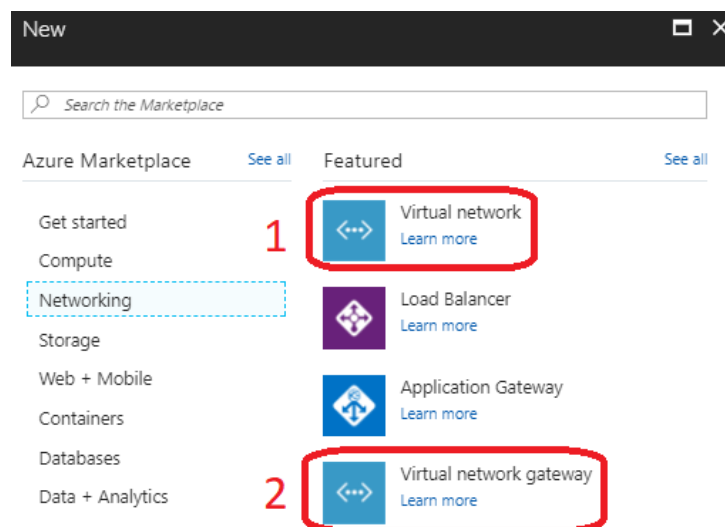 New
Search the Marketplace
Azure Marketplace
See all
Get started
Compute
Networking
Storage
Web + Mobile
Containers
Databases
Data + Analytics
Featured
See all
1
Virtual network
Learn more
Load Balancer
Learn more
Application Gateway
Learn more
2
Virtual network gateway
Learn more